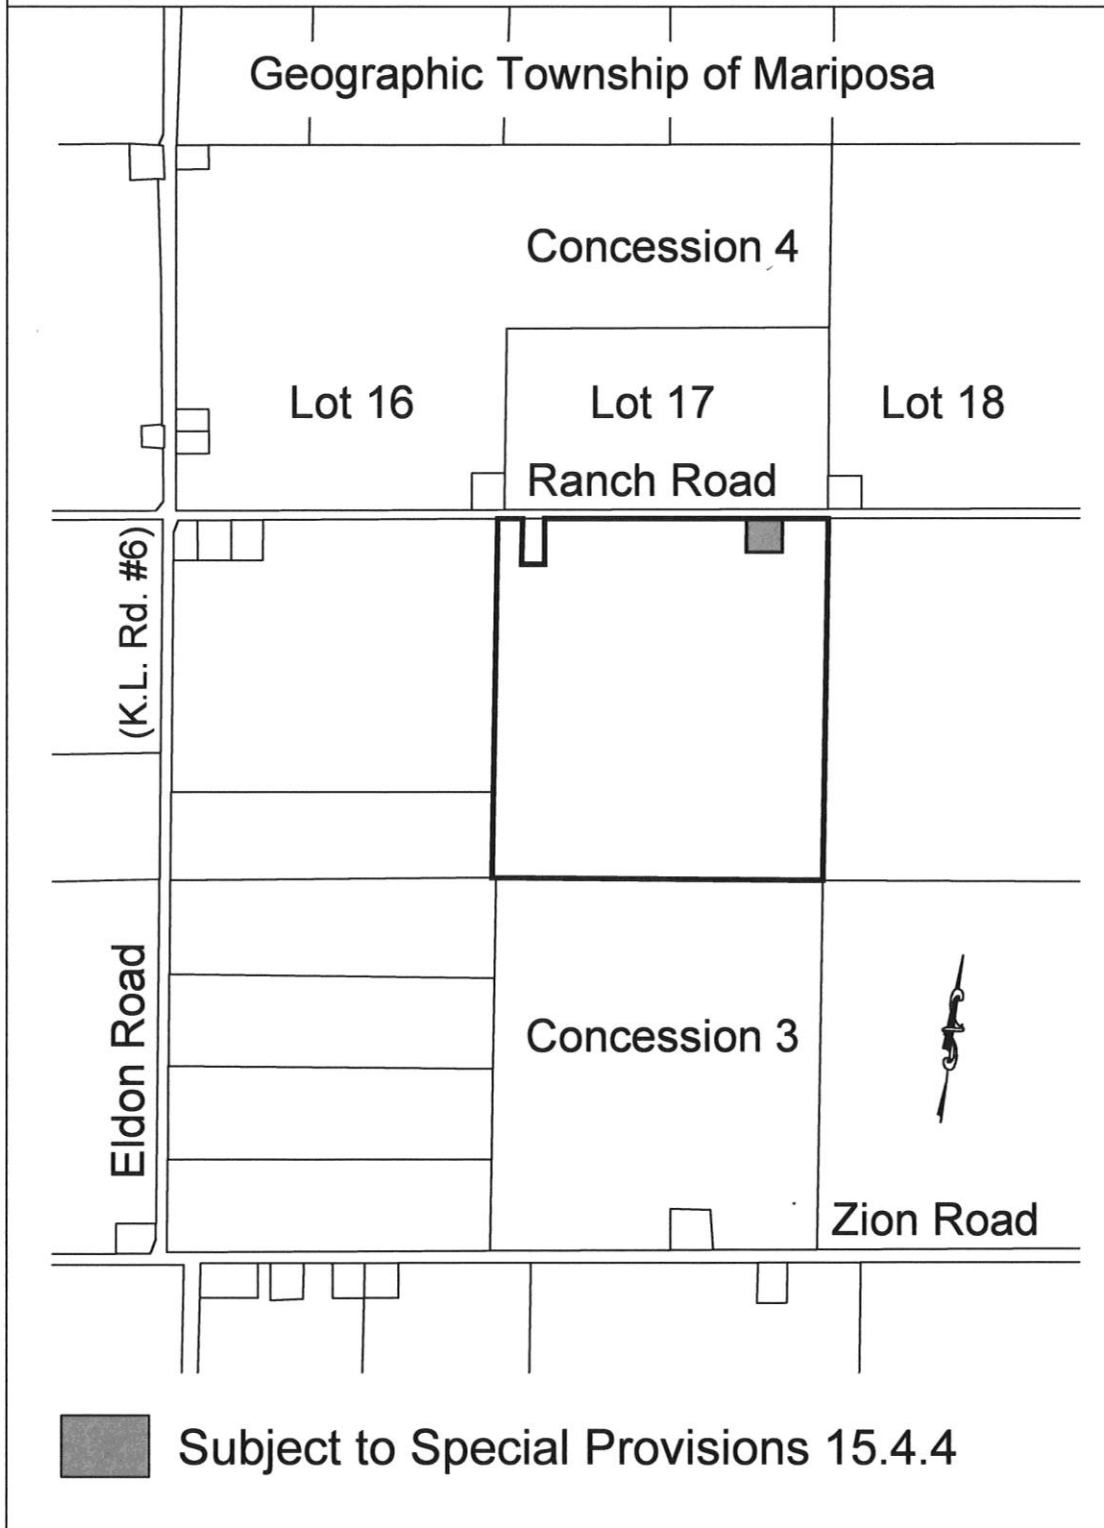 Geographic Township of Mariposa
Concession 4
Lot 16
Lot 17
Lot 18
Ranch Road
(K.L. Rd. #6)
Eldon Road
Concession 3
Zion Road
Subject to Special Provisions 15.4.4